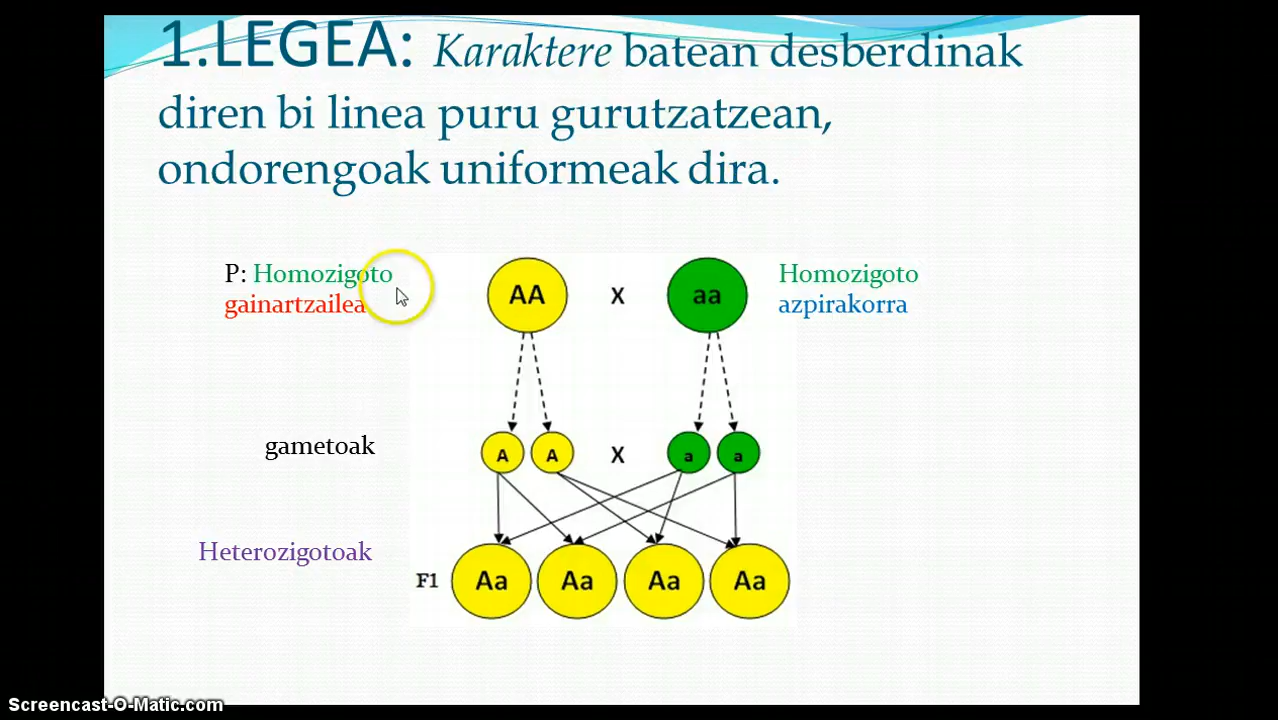 1.LEGEA: Karaktere batean desberdinak
diren bi linea puru gurutzatzean,
ondorengoak uniformeak dira.
P: Homozigoto
gainartzailea
AA X aa
Homozigoto
azpirakorra
gametoak
A A X a a
Heterozigotoak
F1 Aa Aa Aa Aa
Screencast-O-Matic.com